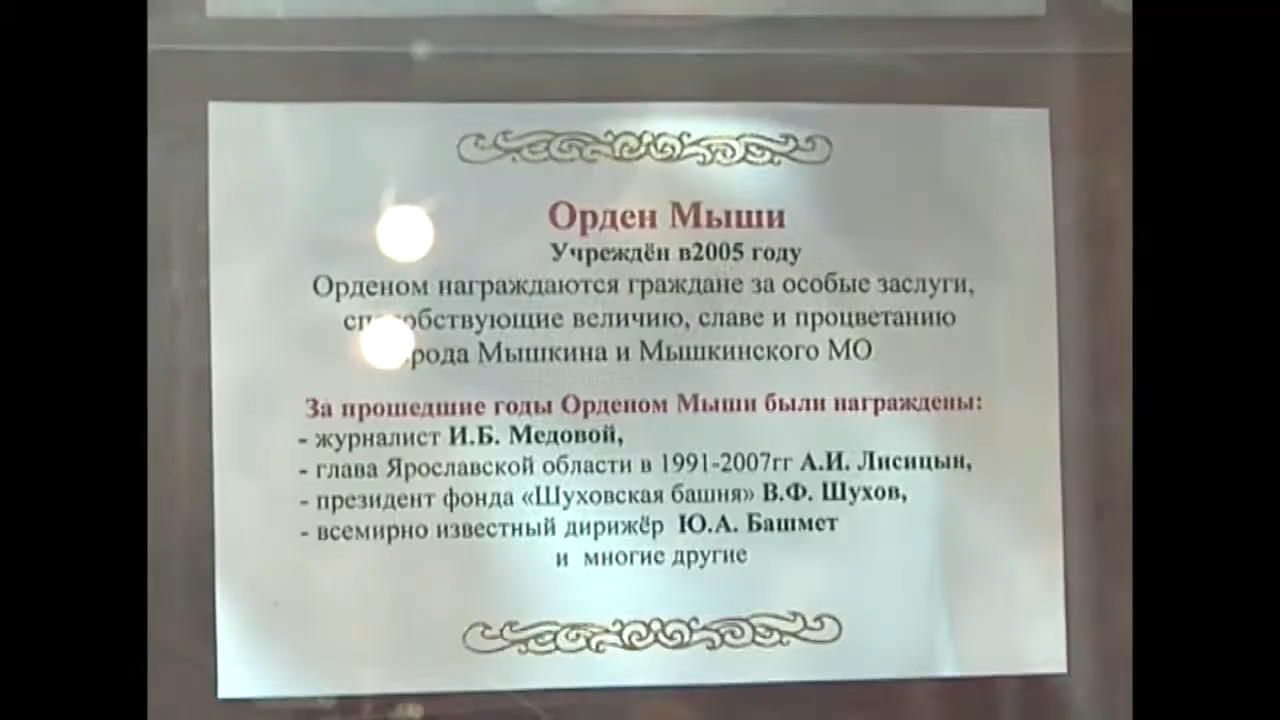 Орден Мыши
Учреждён в2005 году
Орденом награждаются граждане за особые заслуги,
величию, славе и процветанию
Мышкина и Мышкинского МО
За прошедшие годы Орденом Мыши были награждены:
- журналист И.Б. Медовой,
- глава Ярославской области в 1991-2007гг А.И. Лисицын,
- президент фонда «Шуховская башня» В.Ф. Шухов,
- всемирно известный дирижёр Ю.А. Башмет
и многие другие